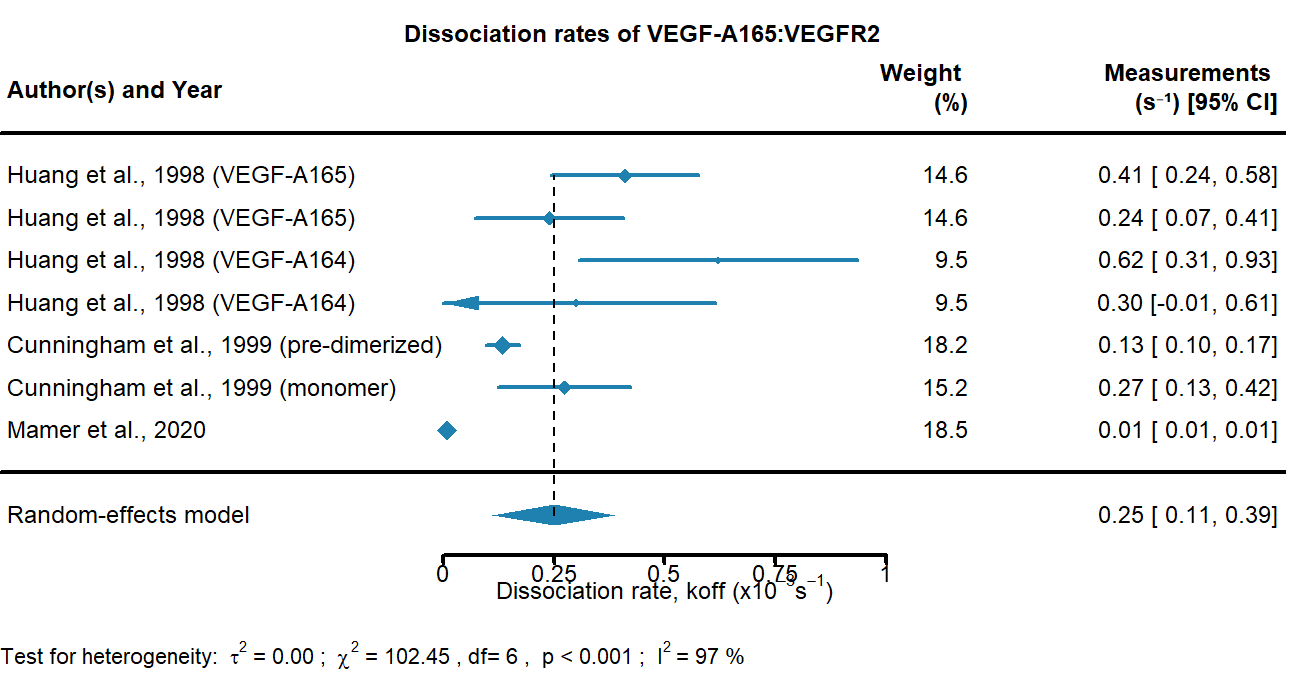 Dissociation rates of VEGF-A165:VEGFR2
Author(s) and Year Weight (%) Measurements (s⁻¹) [95% CI]
Huang et al., 1998 (VEGF-A165) 14.6 0.41 [ 0.24, 0.58]
Huang et al., 1998 (VEGF-A165) 14.6 0.24 [ 0.07, 0.41]
Huang et al., 1998 (VEGF-A164) 9.5 0.62 [ 0.31, 0.93]
Huang et al., 1998 (VEGF-A164) 9.5 0.30 [-0.01, 0.61]
Cunningham et al., 1999 (pre-dimerized) 18.2 0.13 [ 0.10, 0.17]
Cunningham et al., 1999 (monomer) 15.2 0.27 [ 0.13, 0.42]
Mamer et al., 2020 18.5 0.01 [ 0.01, 0.01]
Random-effects model 0.25 [ 0.11, 0.39]
0 0.25 0.5 0.75 1
Dissociation rate, koff (x10⁻³s⁻¹)
Test for heterogeneity: τ² = 0.00 ; χ² = 102.45 , df= 6 , p < 0.001 ; I² = 97 %